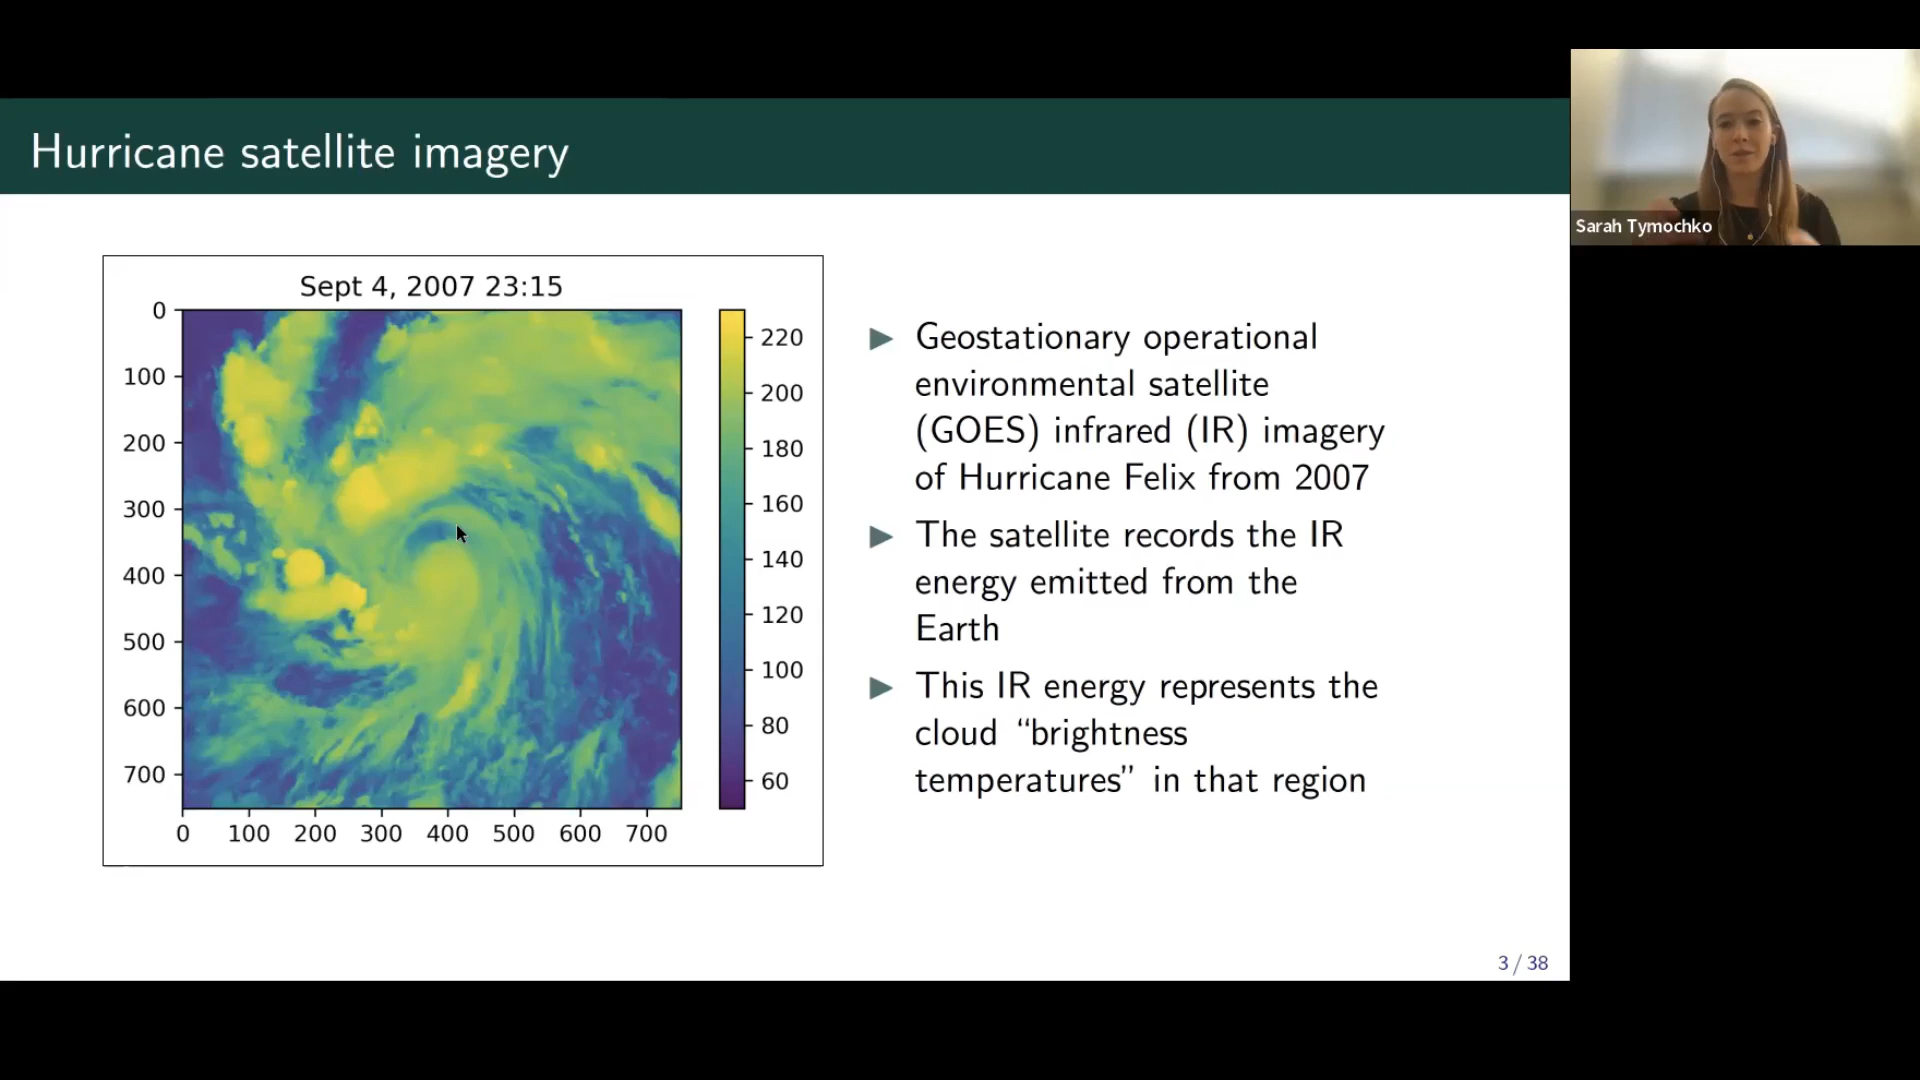 Hurricane satellite imagery
Sarah Tymochko
Sept 4, 2007 23:15
0
100
200
300
400
500
600
700
0 100 200 300 400 500 600 700
220
200
180
160
140
120
100
80
60
▶ Geostationary operational
environmental satellite
(GOES) infrared (IR) imagery
of Hurricane Felix from 2007
▶ The satellite records the IR
energy emitted from the
Earth
▶ This IR energy represents the
cloud “brightness
temperatures” in that region
3 / 38